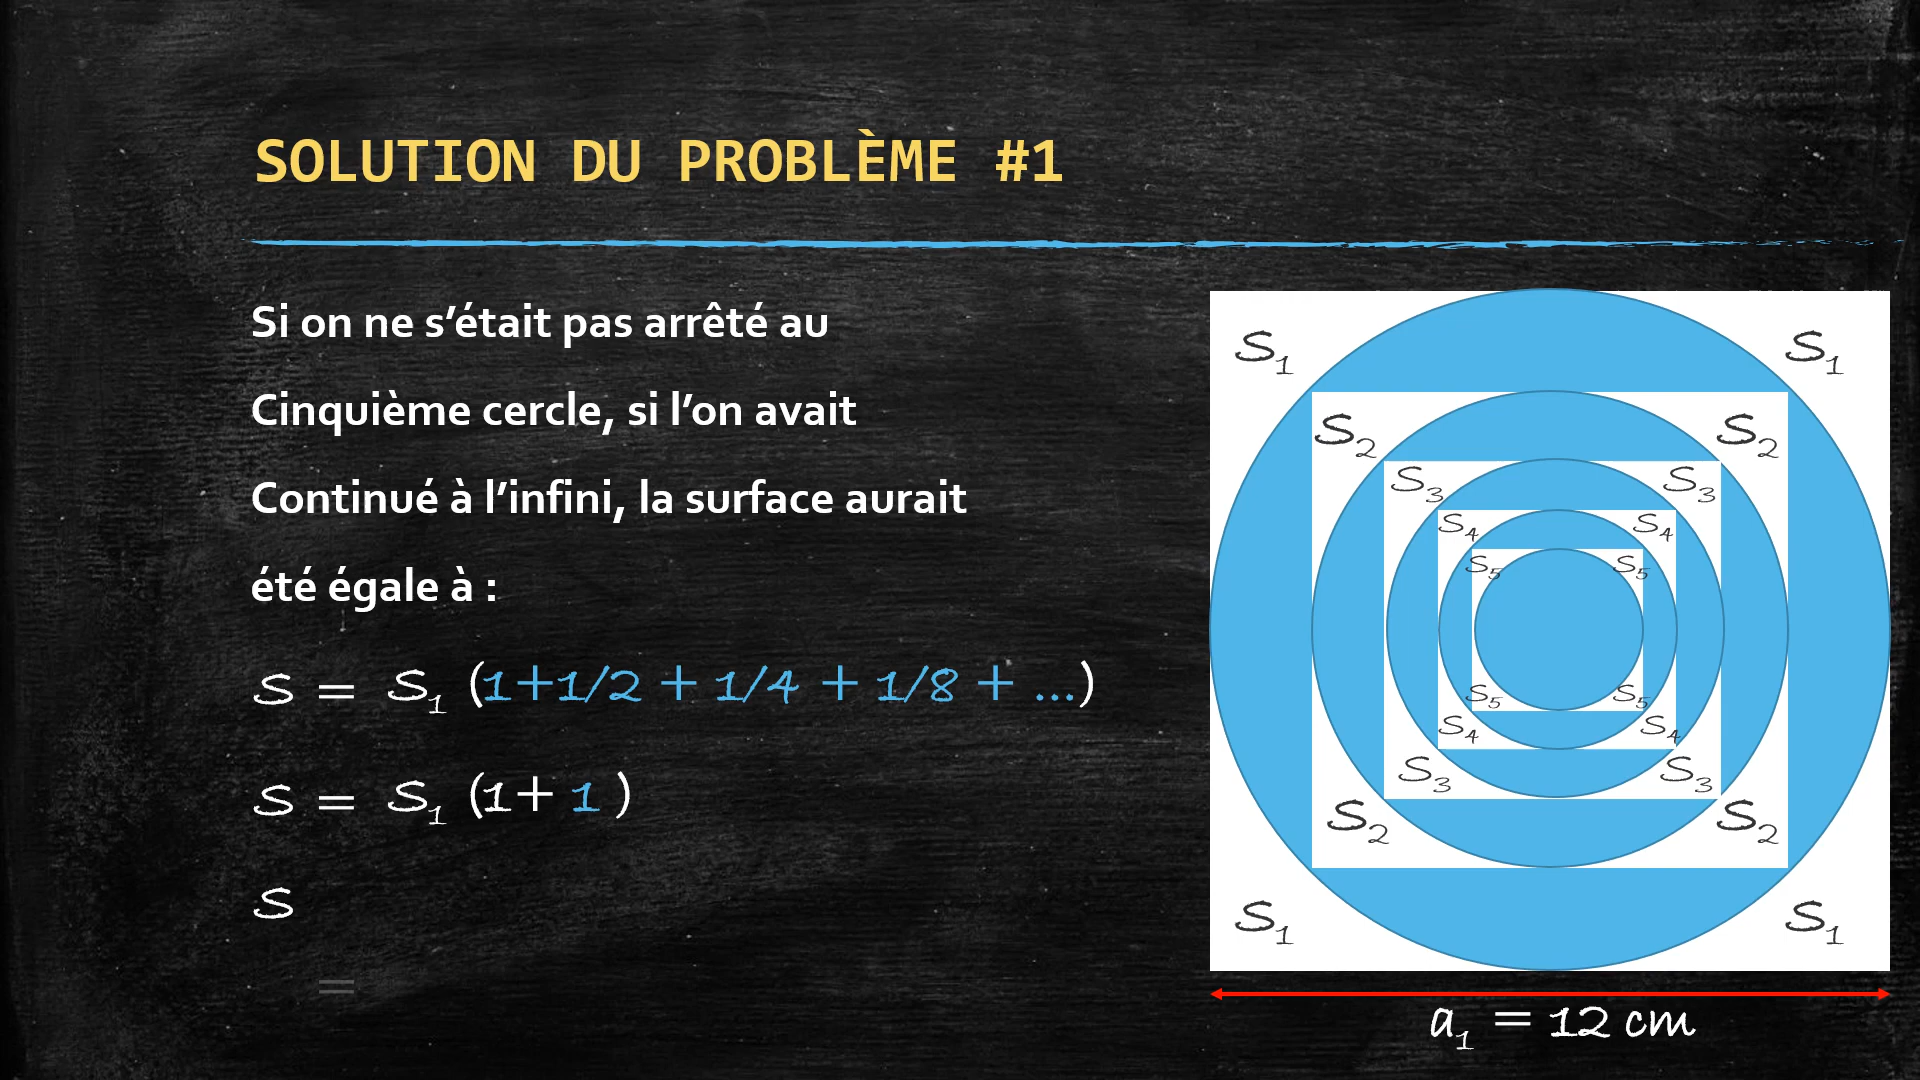 SOLUTION DU PROBLÈME #1
Si on ne s’était pas arrêté au
Cinquième cercle, si l’on avait
Continué à l’infini, la surface aurait
été égale à :
S = S₁ (1+1/2 + 1/4 + 1/8 + ...)
S = S₁ (1+ 1 )
S
=
S₁ S₁
S₂ S₂
S₃ S₃
S₄ S₄
S₅ S₅
S₅ S₅
S₄ S₄
S₃ S₃
S₂ S₂
S₁ S₁
a₁ = 12 cm